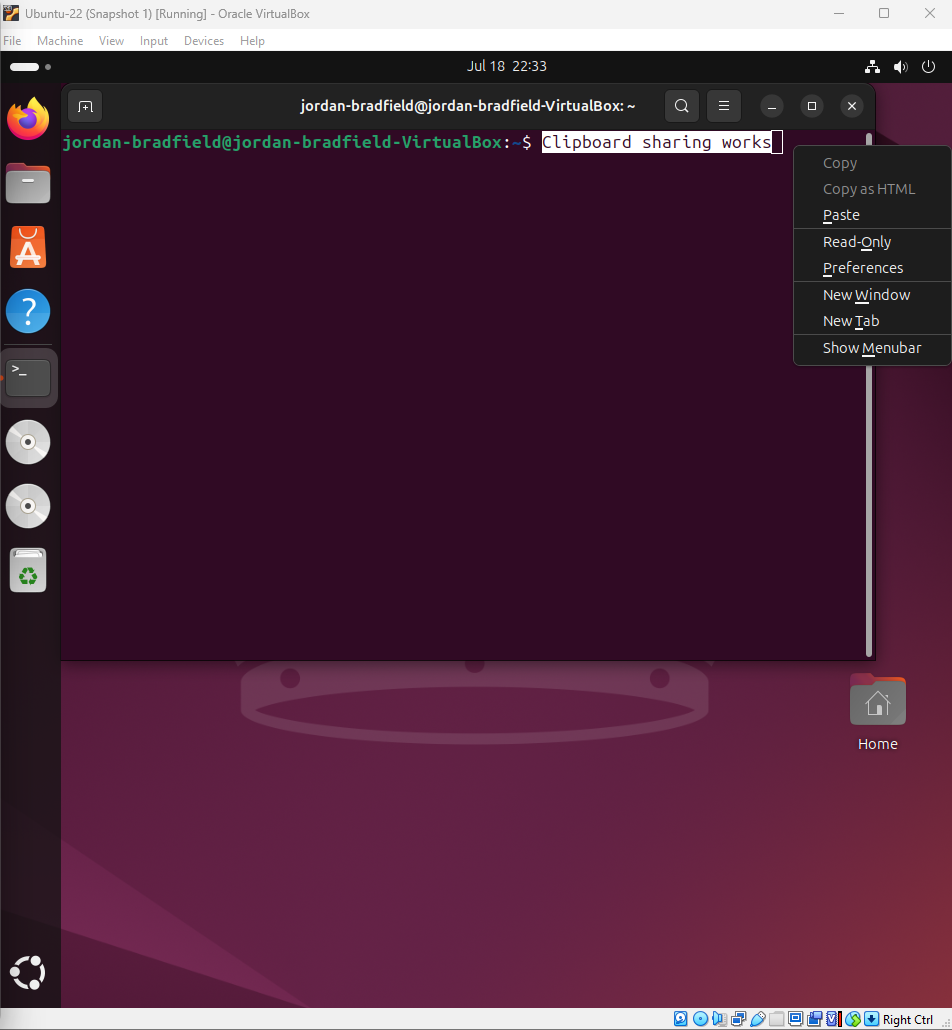 Ubuntu-22 (Snapshot 1) [Running] - Oracle VirtualBox
File Machine View Input Devices Help
Jul 18 22:33
jordan-bradfield@jordan-bradfield-VirtualBox: ~
jordan-bradfield@jordan-bradfield-VirtualBox:~$ Clipboard sharing works
Copy
Copy as HTML
Paste
Read-Only
Preferences
New Window
New Tab
Show Menubar
Home
Right Ctrl